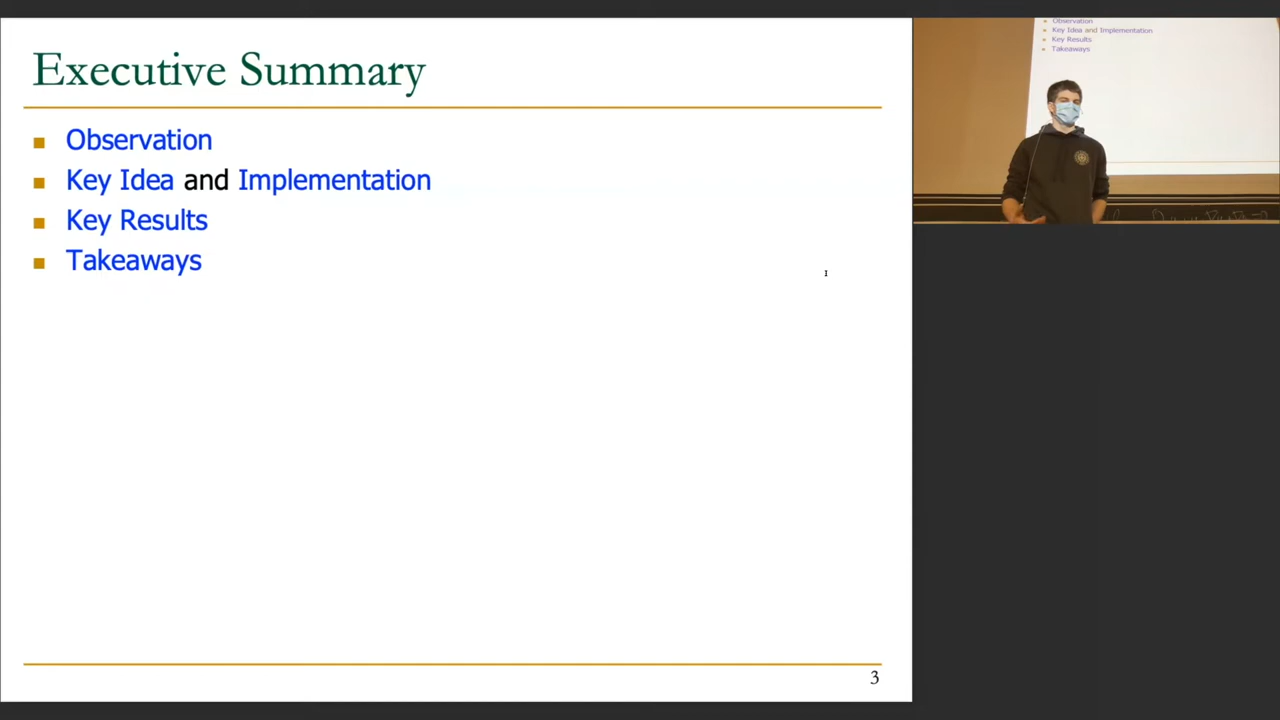 Executive Summary
Observation
Key Idea and Implementation
Key Results
Takeaways
3
Observation
Key Idea and Implementation
Key Results
Takeaways